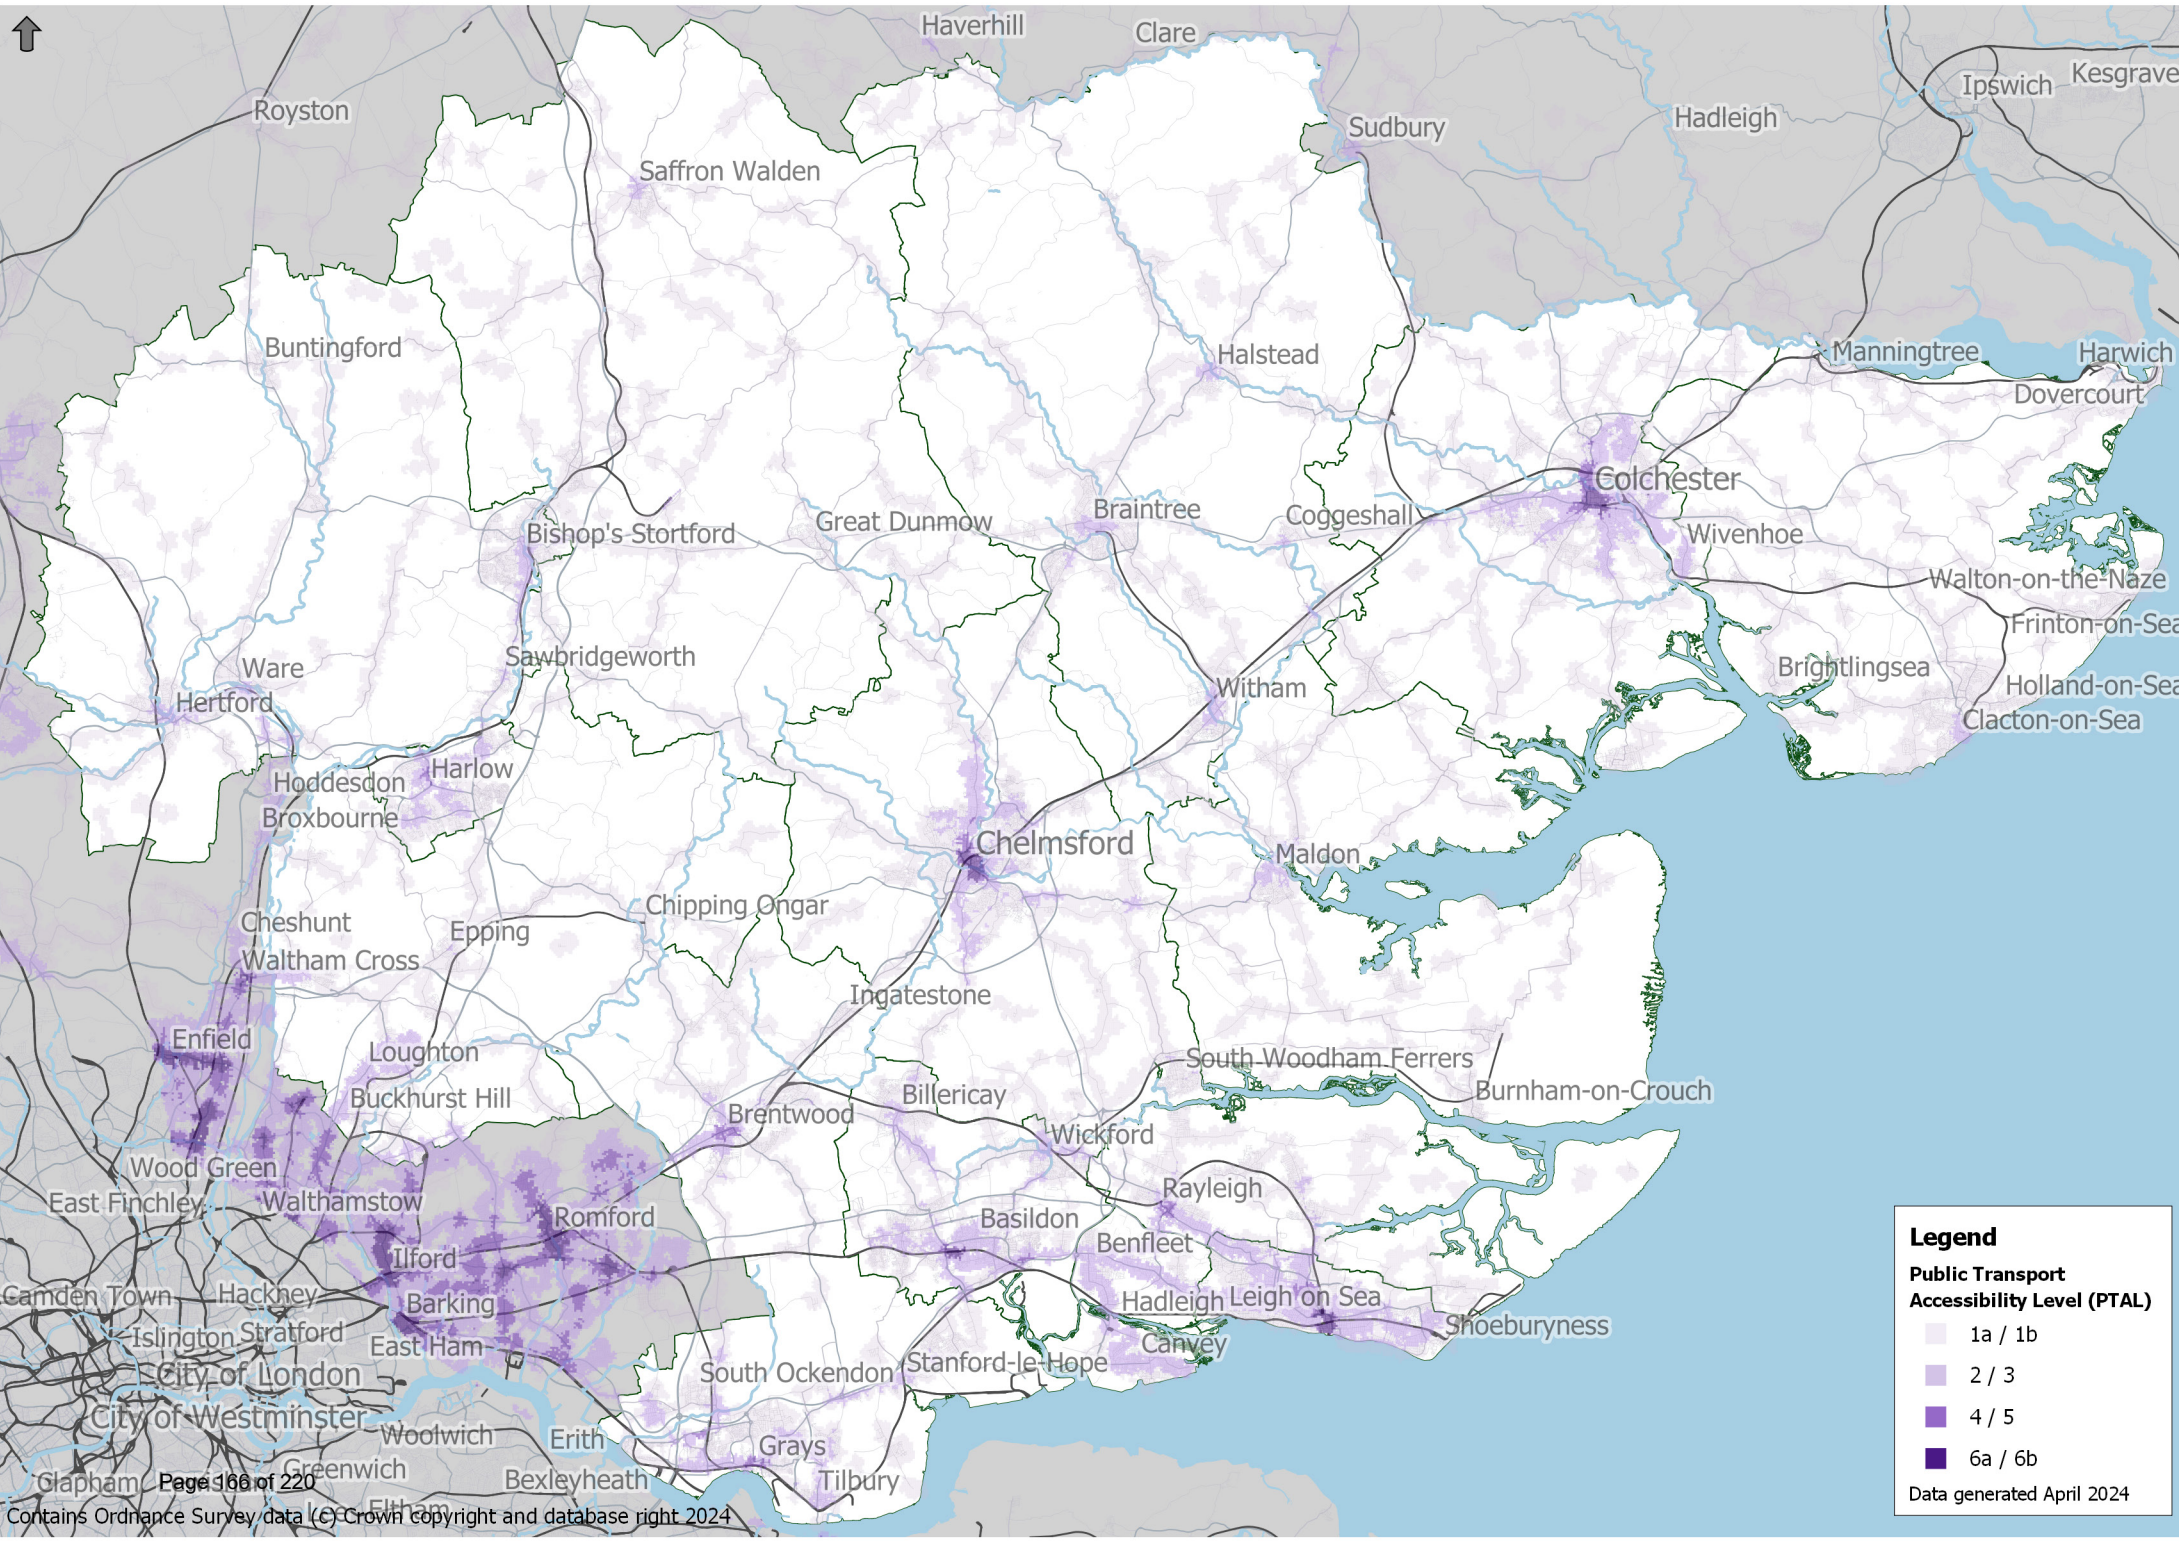 Haverhill
Clare
Kesgrave
Ipswich
Royston
Hadleigh
Sudbury
Saffron Walden
Buntingford
Halstead
Manningtree
Harwich
Dovercourt
Colchester
Braintree
Coggeshall
Great Dunmow
Bishop's Stortford
Wivenhoe
Walton-on-the-Naze
Frinton-on-Sea
Sawbridgeworth
Ware
Brightlingsea
Hertford
Witham
Holland-on-Sea
Clacton-on-Sea
Harlow
Hoddesdon
Broxbourne
Chelmsford
Maldon
Chipping Ongar
Cheshunt
Epping
Waltham Cross
Ingatestone
Enfield
Loughton
South Woodham Ferrers
Buckhurst Hill
Billericay
Burnham-on-Crouch
Brentwood
Wickford
Wood Green
Rayleigh
East Finchley
Walthamstow
Romford
Basildon
Benfleet
Ilford
Camden Town
Hackney
Barking
Hadleigh
Leigh on Sea
Shoeburyness
Islington
Stratford
East Ham
Canvey
City of London
South Ockendon
Stanford-le-Hope
City of Westminster
Woolwich
Erith
Grays
Greenwich
Bexleyheath
Tilbury
Clapham
Page 166 of 220
Eltham
Contains Ordnance Survey data (c) Crown copyright and database right 2024
Legend
Public Transport
Accessibility Level (PTAL)
1a / 1b
2 / 3
4 / 5
6a / 6b
Data generated April 2024